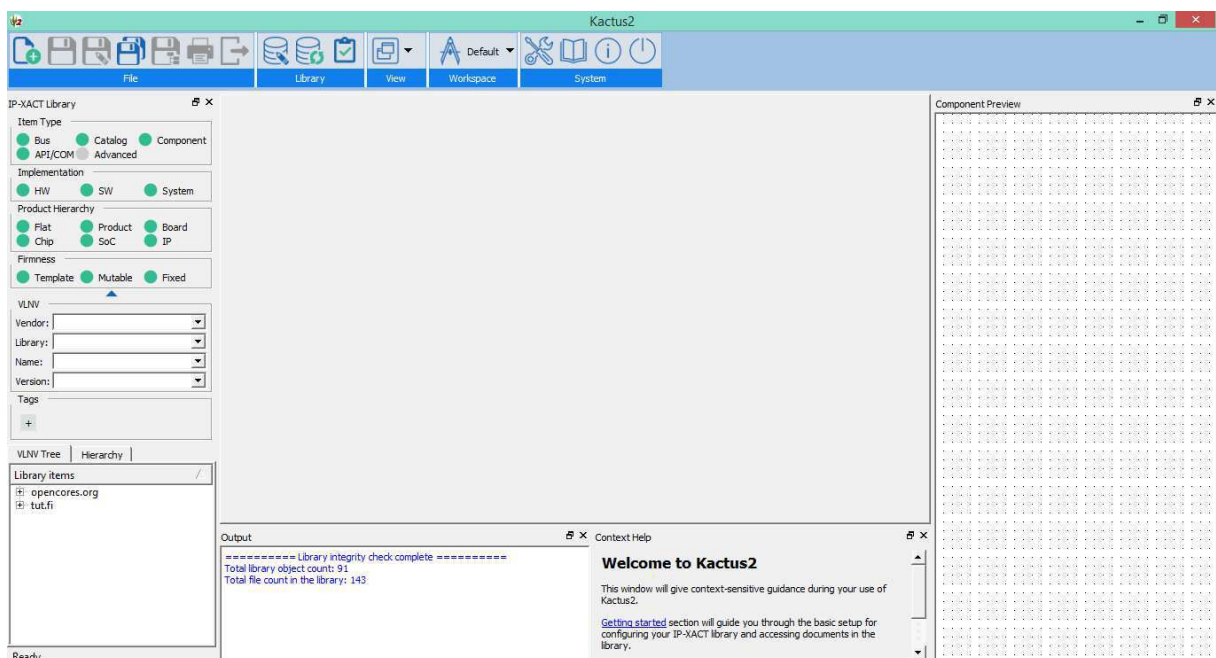 Kactus2
Default
File
Library
View
Workspace
System
IP-XACT Library
Item Type
Bus Catalog Component
API/COM Advanced
Implementation
HW SW System
Product Hierarchy
Flat Product Board
Chip SoC IP
Firmness
Template Mutable Fixed
VLNV
Vendor:
Library:
Name:
Version:
Tags
+
VLNV Tree Hierarchy
Library items
opencores.org
tut.fi
Ready
Output
========== Library integrity check complete ==========
Total library object count: 91
Total file count in the library: 143
Context Help
Welcome to Kactus2
This window will give context-sensitive guidance during your use of
Kactus2.
Getting started section will guide you through the basic setup for
configuring your IP-XACT library and accessing documents in the
library.
Component Preview